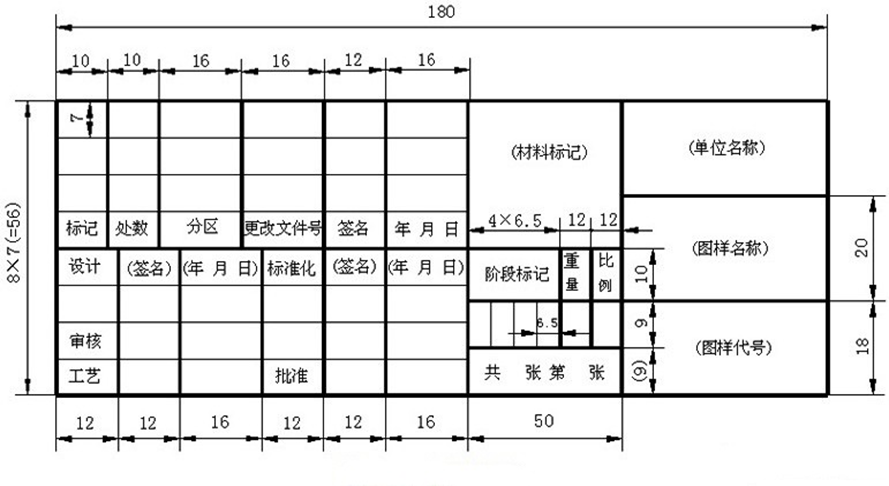 180
10 10 16 16 12 16
7
(材料标记)
(单位名称)
8×7(=56)
标记 处数 分区 更改文件号 签名 年 月 日
4×6.5 12 12
(图样名称)
20
设计 (签名) (年 月 日) 标准化 (签名) (年 月 日)
阶段标记 重量 比例
10
6.5
9
审核
(图样代号)
18
工艺 批准
共 张 第 张
(9)
12 12 16 12 12 16 50